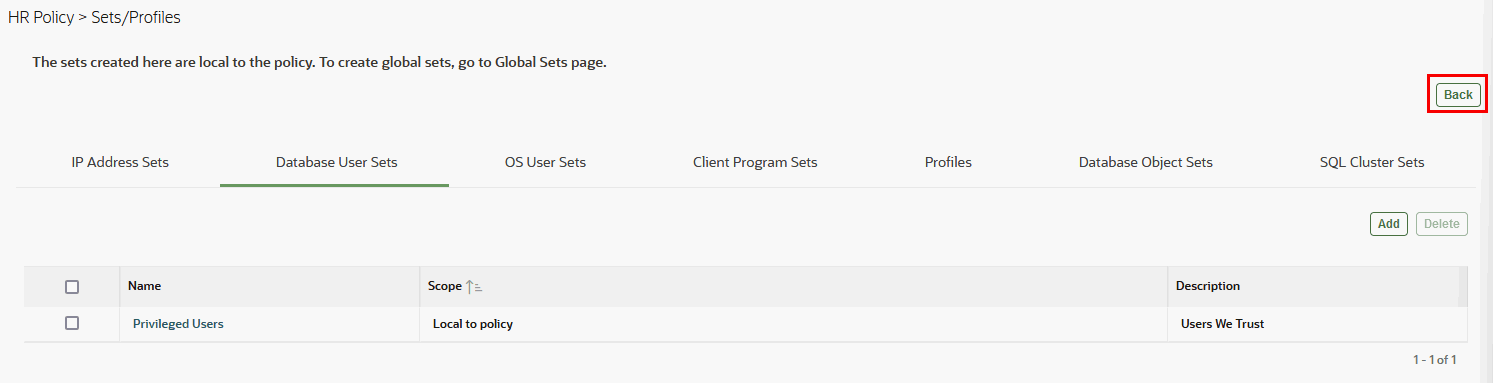 HR Policy > Sets/Profiles
The sets created here are local to the policy. To create global sets, go to Global Sets page.
Back
IP Address Sets Database User Sets OS User Sets Client Program Sets Profiles Database Object Sets SQL Cluster Sets
Add Delete
Name Scope Description
Privileged Users Local to policy Users We Trust
1 - 1 of 1